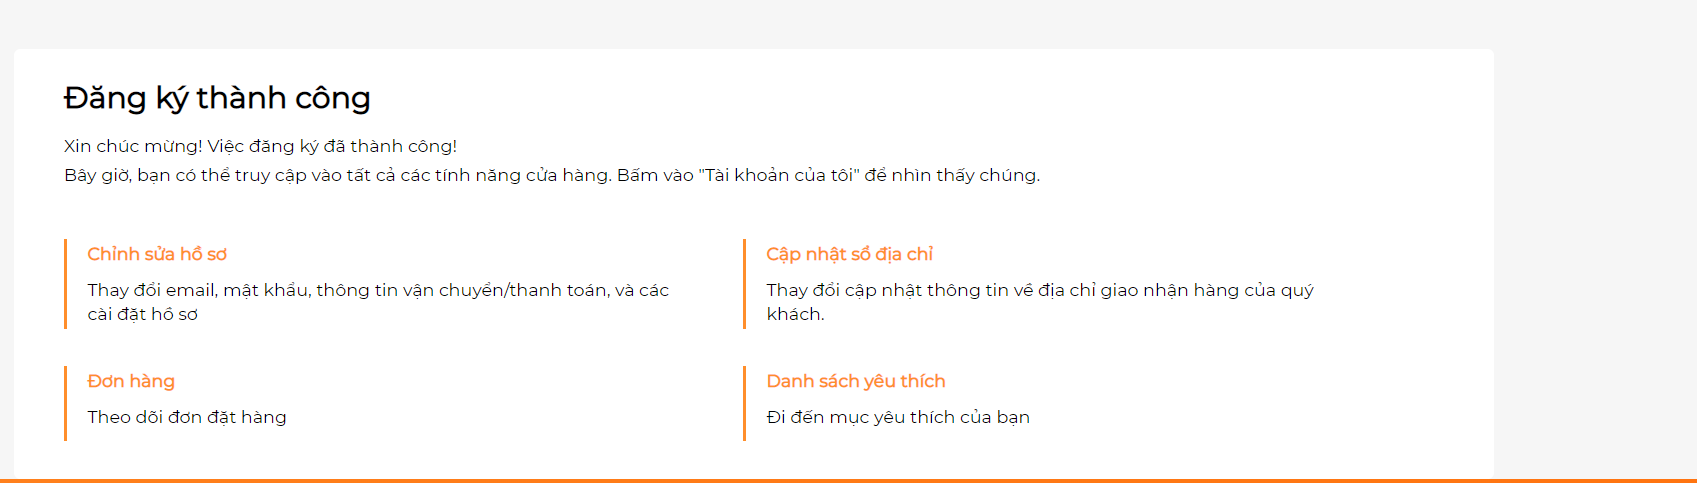 Đăng ký thành công
Xin chúc mừng! Việc đăng ký đã thành công!
Bây giờ, bạn có thể truy cập vào tất cả các tính năng cửa hàng. Bấm vào "Tài khoản của tôi" để nhìn thấy chúng.
Chỉnh sửa hồ sơ
Thay đổi email, mật khẩu, thông tin vận chuyển/thanh toán, và các
cài đặt hồ sơ
Cập nhật sổ địa chỉ
Thay đổi cập nhật thông tin về địa chỉ giao nhận hàng của quý
khách.
Đơn hàng
Theo dõi đơn đặt hàng
Danh sách yêu thích
Đi đến mục yêu thích của bạn